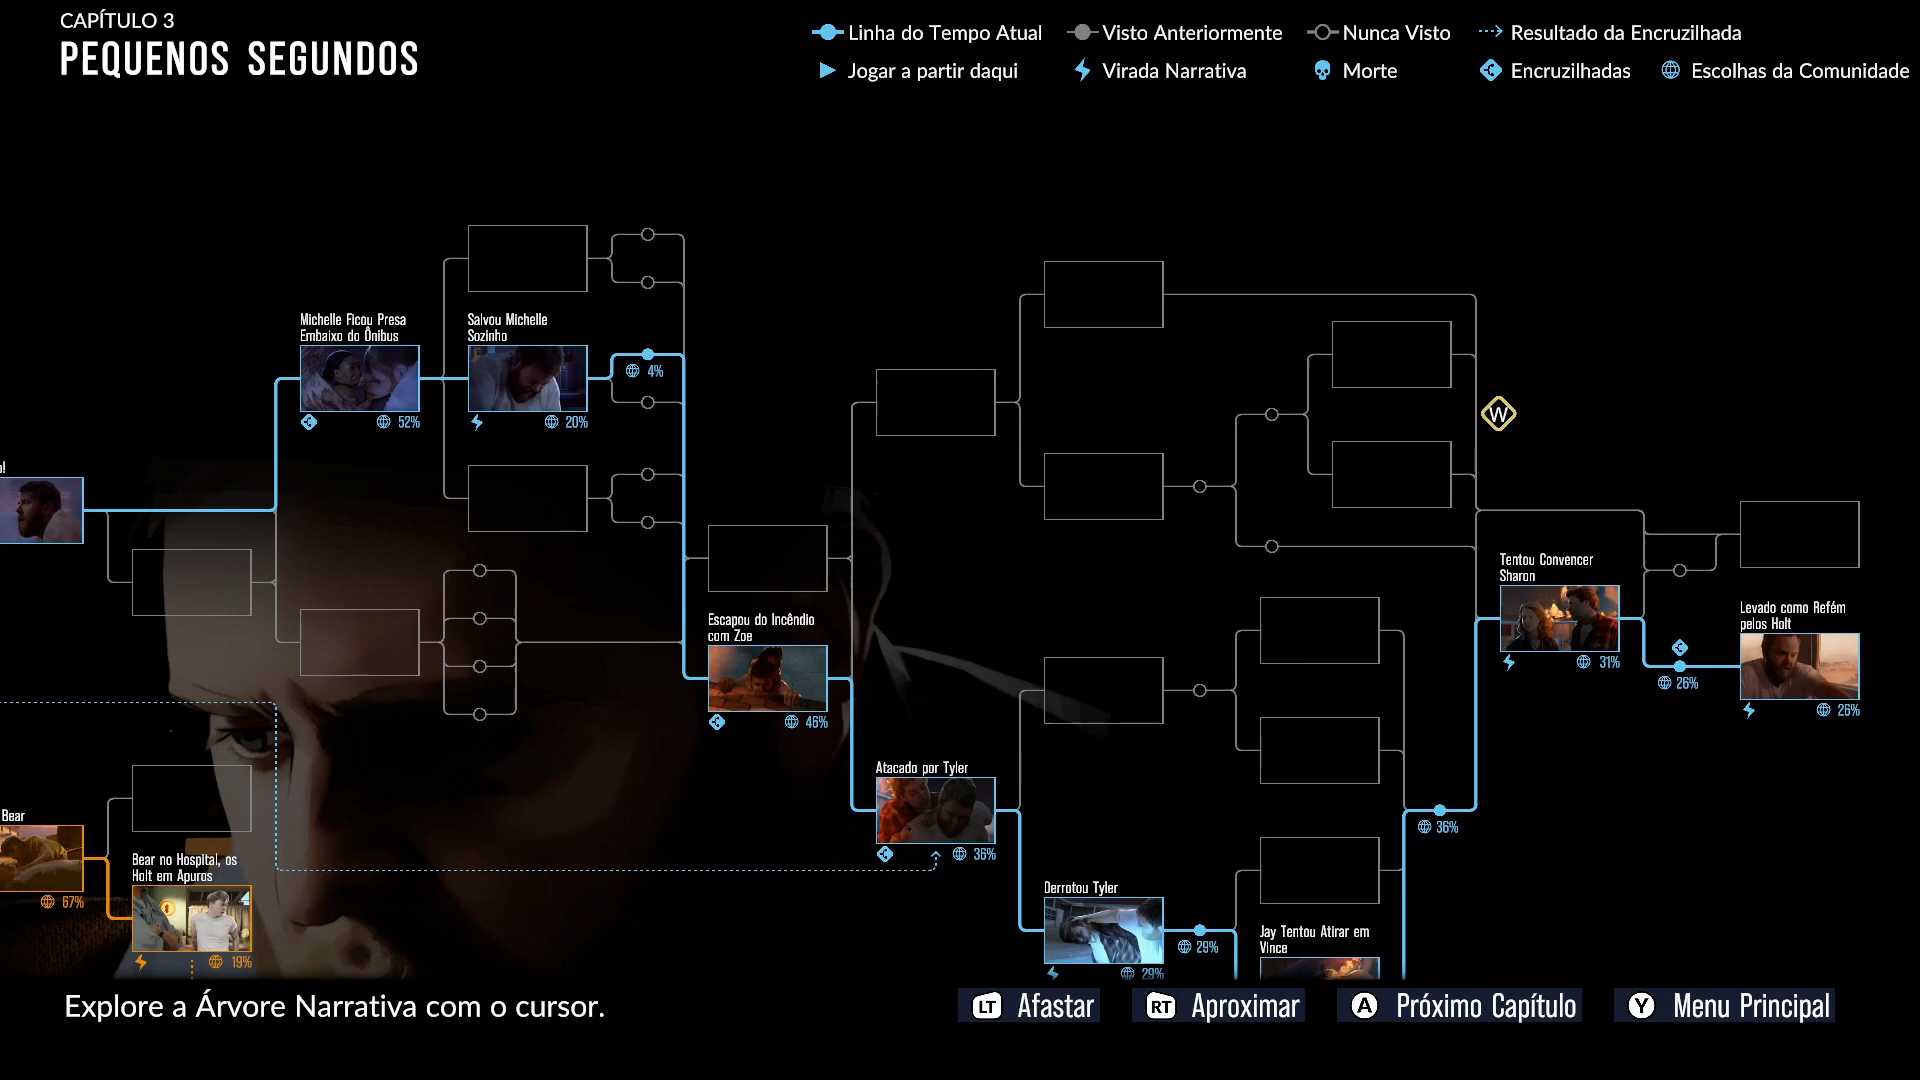 CAPÍTULO 3
PEQUENOS SEGUNDOS
Linha do Tempo Atual
Visto Anteriormente
Nunca Visto
Resultado da Encruzilhada
Jogar a partir daqui
Virada Narrativa
Morte
Encruzilhadas
Escolhas da Comunidade
Michelle Ficou Presa
Embaixo do Ônibus
52%
Salvou Michelle
Sozinho
20%
4%
W
o!
Escapou do Incêndio
com Zoe
46%
Tentou Convencer
Sharon
31%
26%
Levado como Refém
pelos Holt
26%
Atacado por Tyler
36%
36%
Bear
67%
Bear no Hospital, os
Holt em Apuros
19%
Derrotou Tyler
29%
29%
Jay Tentou Atirar em
Vince
Explore a Árvore Narrativa com o cursor.
LT Afastar
RT Aproximar
A Próximo Capítulo
Y Menu Principal